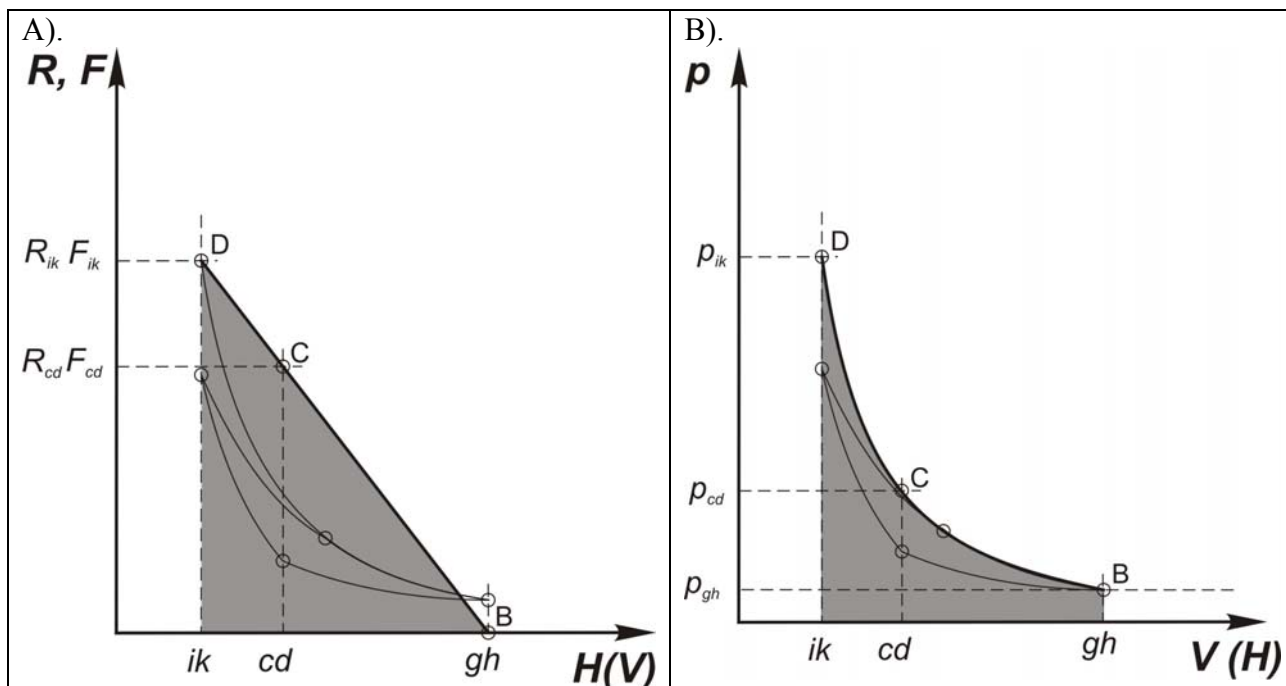 A).
R, F
D
R_ik F_ik
C
R_cd F_cd
B
ik cd gh
H(V)
B).
p
D
p_ik
C
p_cd
B
p_gh
ik cd gh
V (H)